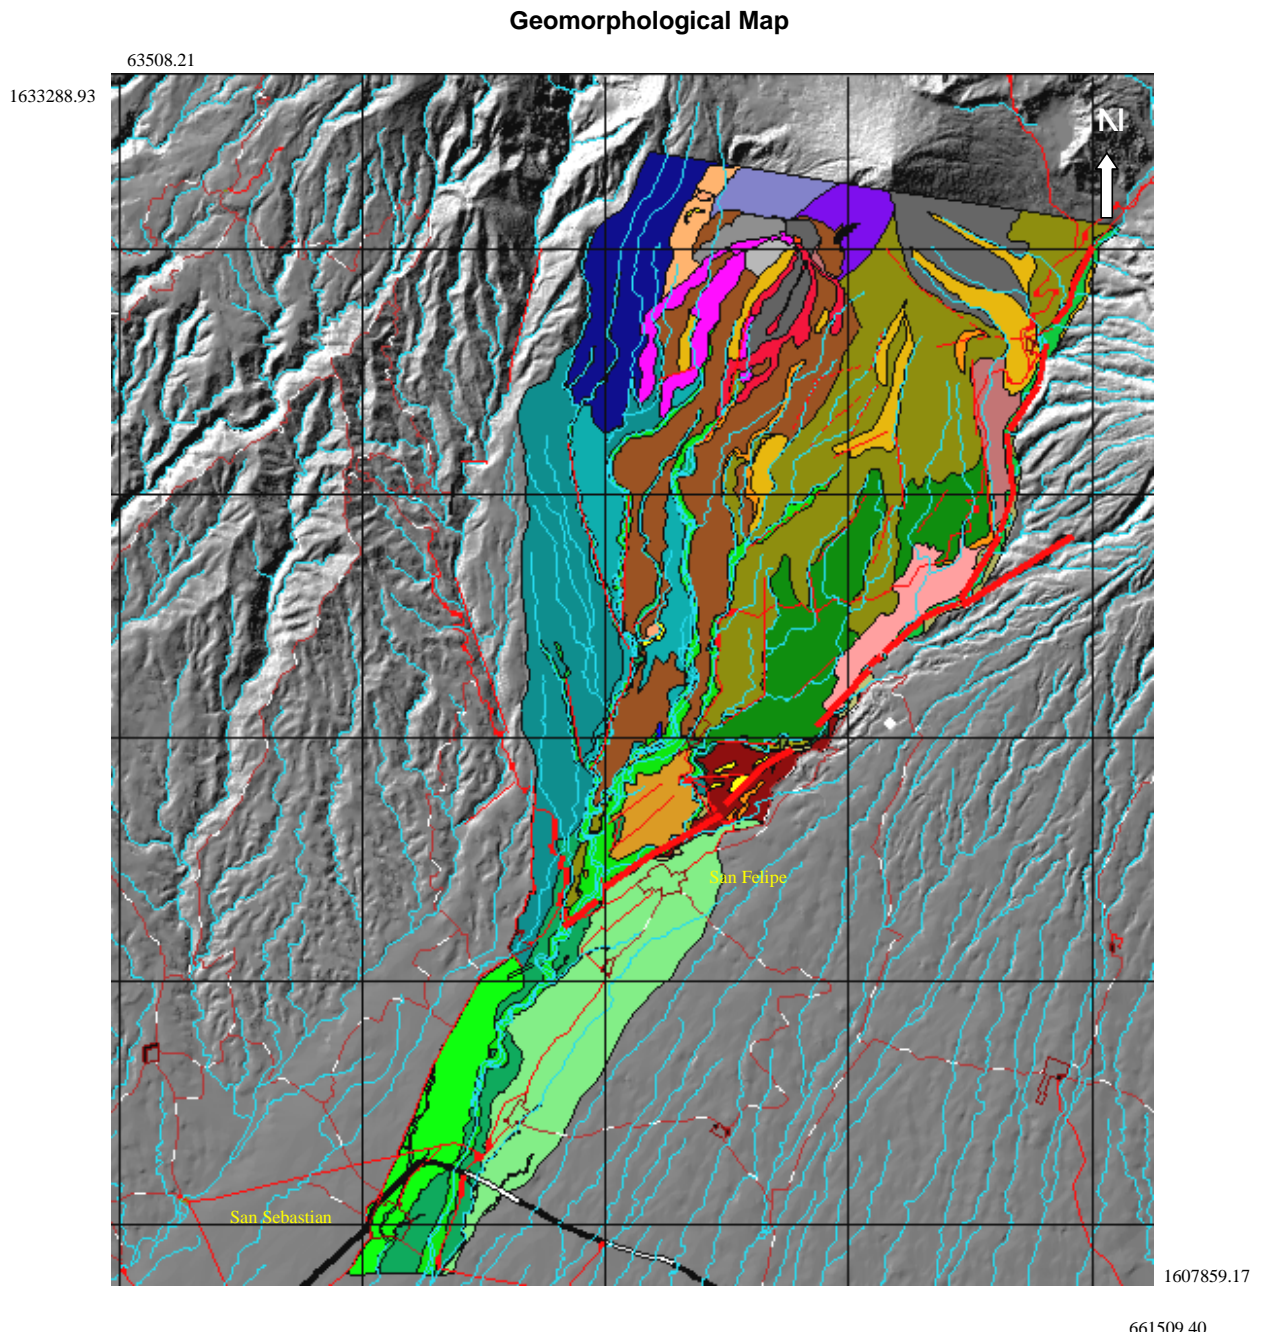 Geomorphological Map
63508.21
1633288.93
N
San Felipe
San Sebastian
1607859.17
661509.40